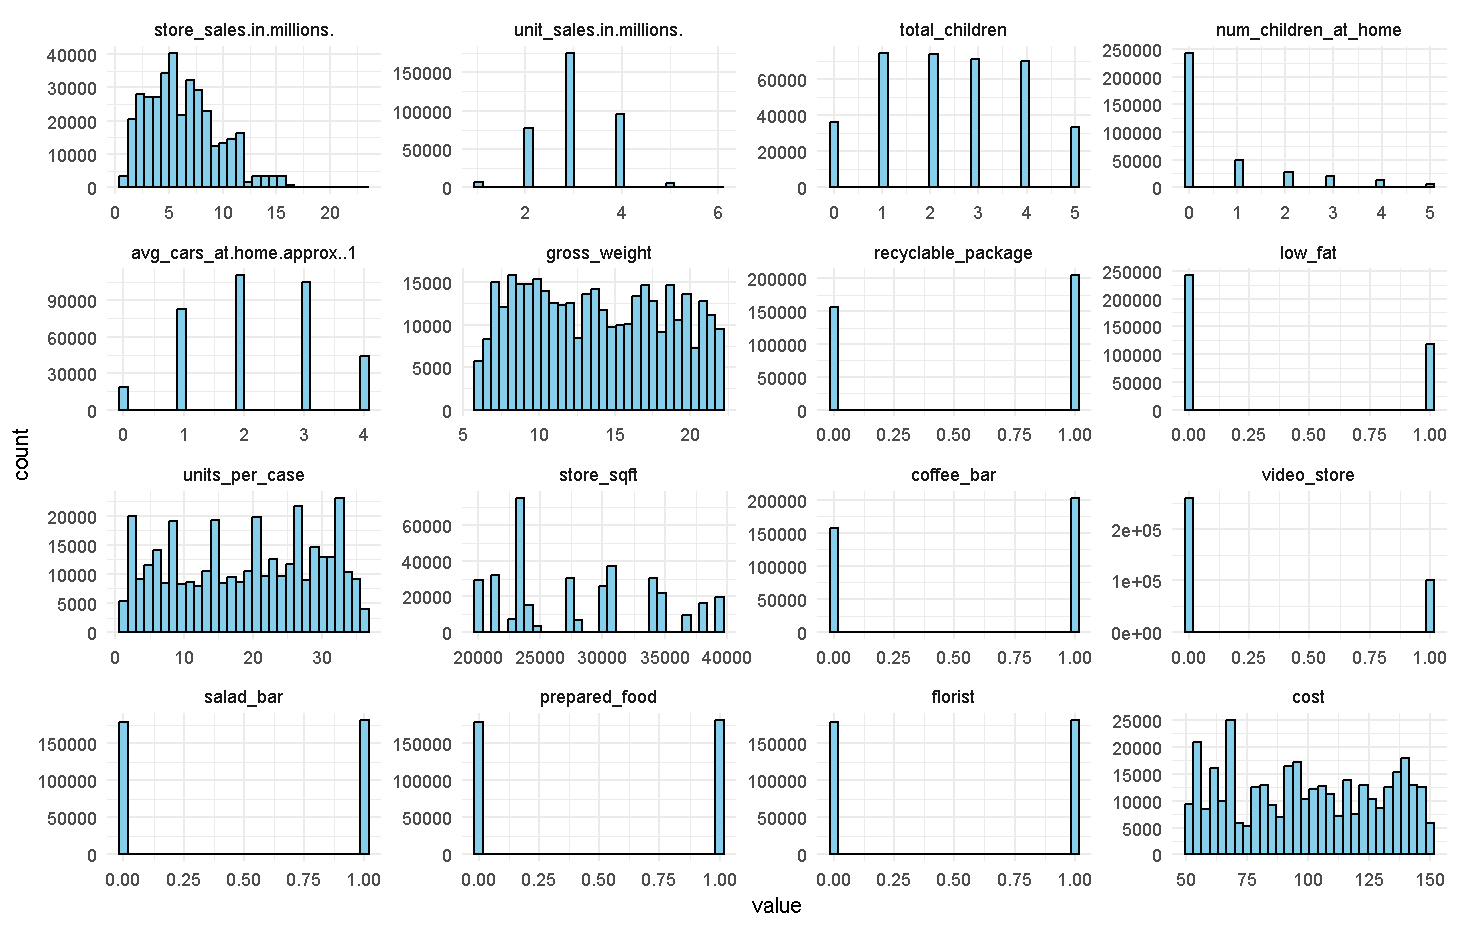 store_sales.in.millions.
unit_sales.in.millions.
total_children
num_children_at_home
40000
30000
20000
10000
0
0 5 10 15 20
150000
100000
50000
0
2 4 6
60000
40000
20000
0
0 1 2 3 4 5
250000
200000
150000
100000
50000
0
0 1 2 3 4 5
avg_cars_at.home.approx..1
gross_weight
recyclable_package
low_fat
90000
60000
30000
0
0 1 2 3 4
15000
10000
5000
0
5 10 15 20
200000
150000
100000
50000
0
0.00 0.25 0.50 0.75 1.00
250000
200000
150000
100000
50000
0
0.00 0.25 0.50 0.75 1.00
count
units_per_case
store_sqft
coffee_bar
video_store
20000
15000
10000
5000
0
0 10 20 30
60000
40000
20000
0
20000 25000 30000 35000 40000
200000
150000
100000
50000
0
0.00 0.25 0.50 0.75 1.00
2e+05
1e+05
0e+00
0.00 0.25 0.50 0.75 1.00
salad_bar
prepared_food
florist
cost
150000
100000
50000
0
0.00 0.25 0.50 0.75 1.00
150000
100000
50000
0
0.00 0.25 0.50 0.75 1.00
150000
100000
50000
0
0.00 0.25 0.50 0.75 1.00
25000
20000
15000
10000
5000
0
50 75 100 125 150
value